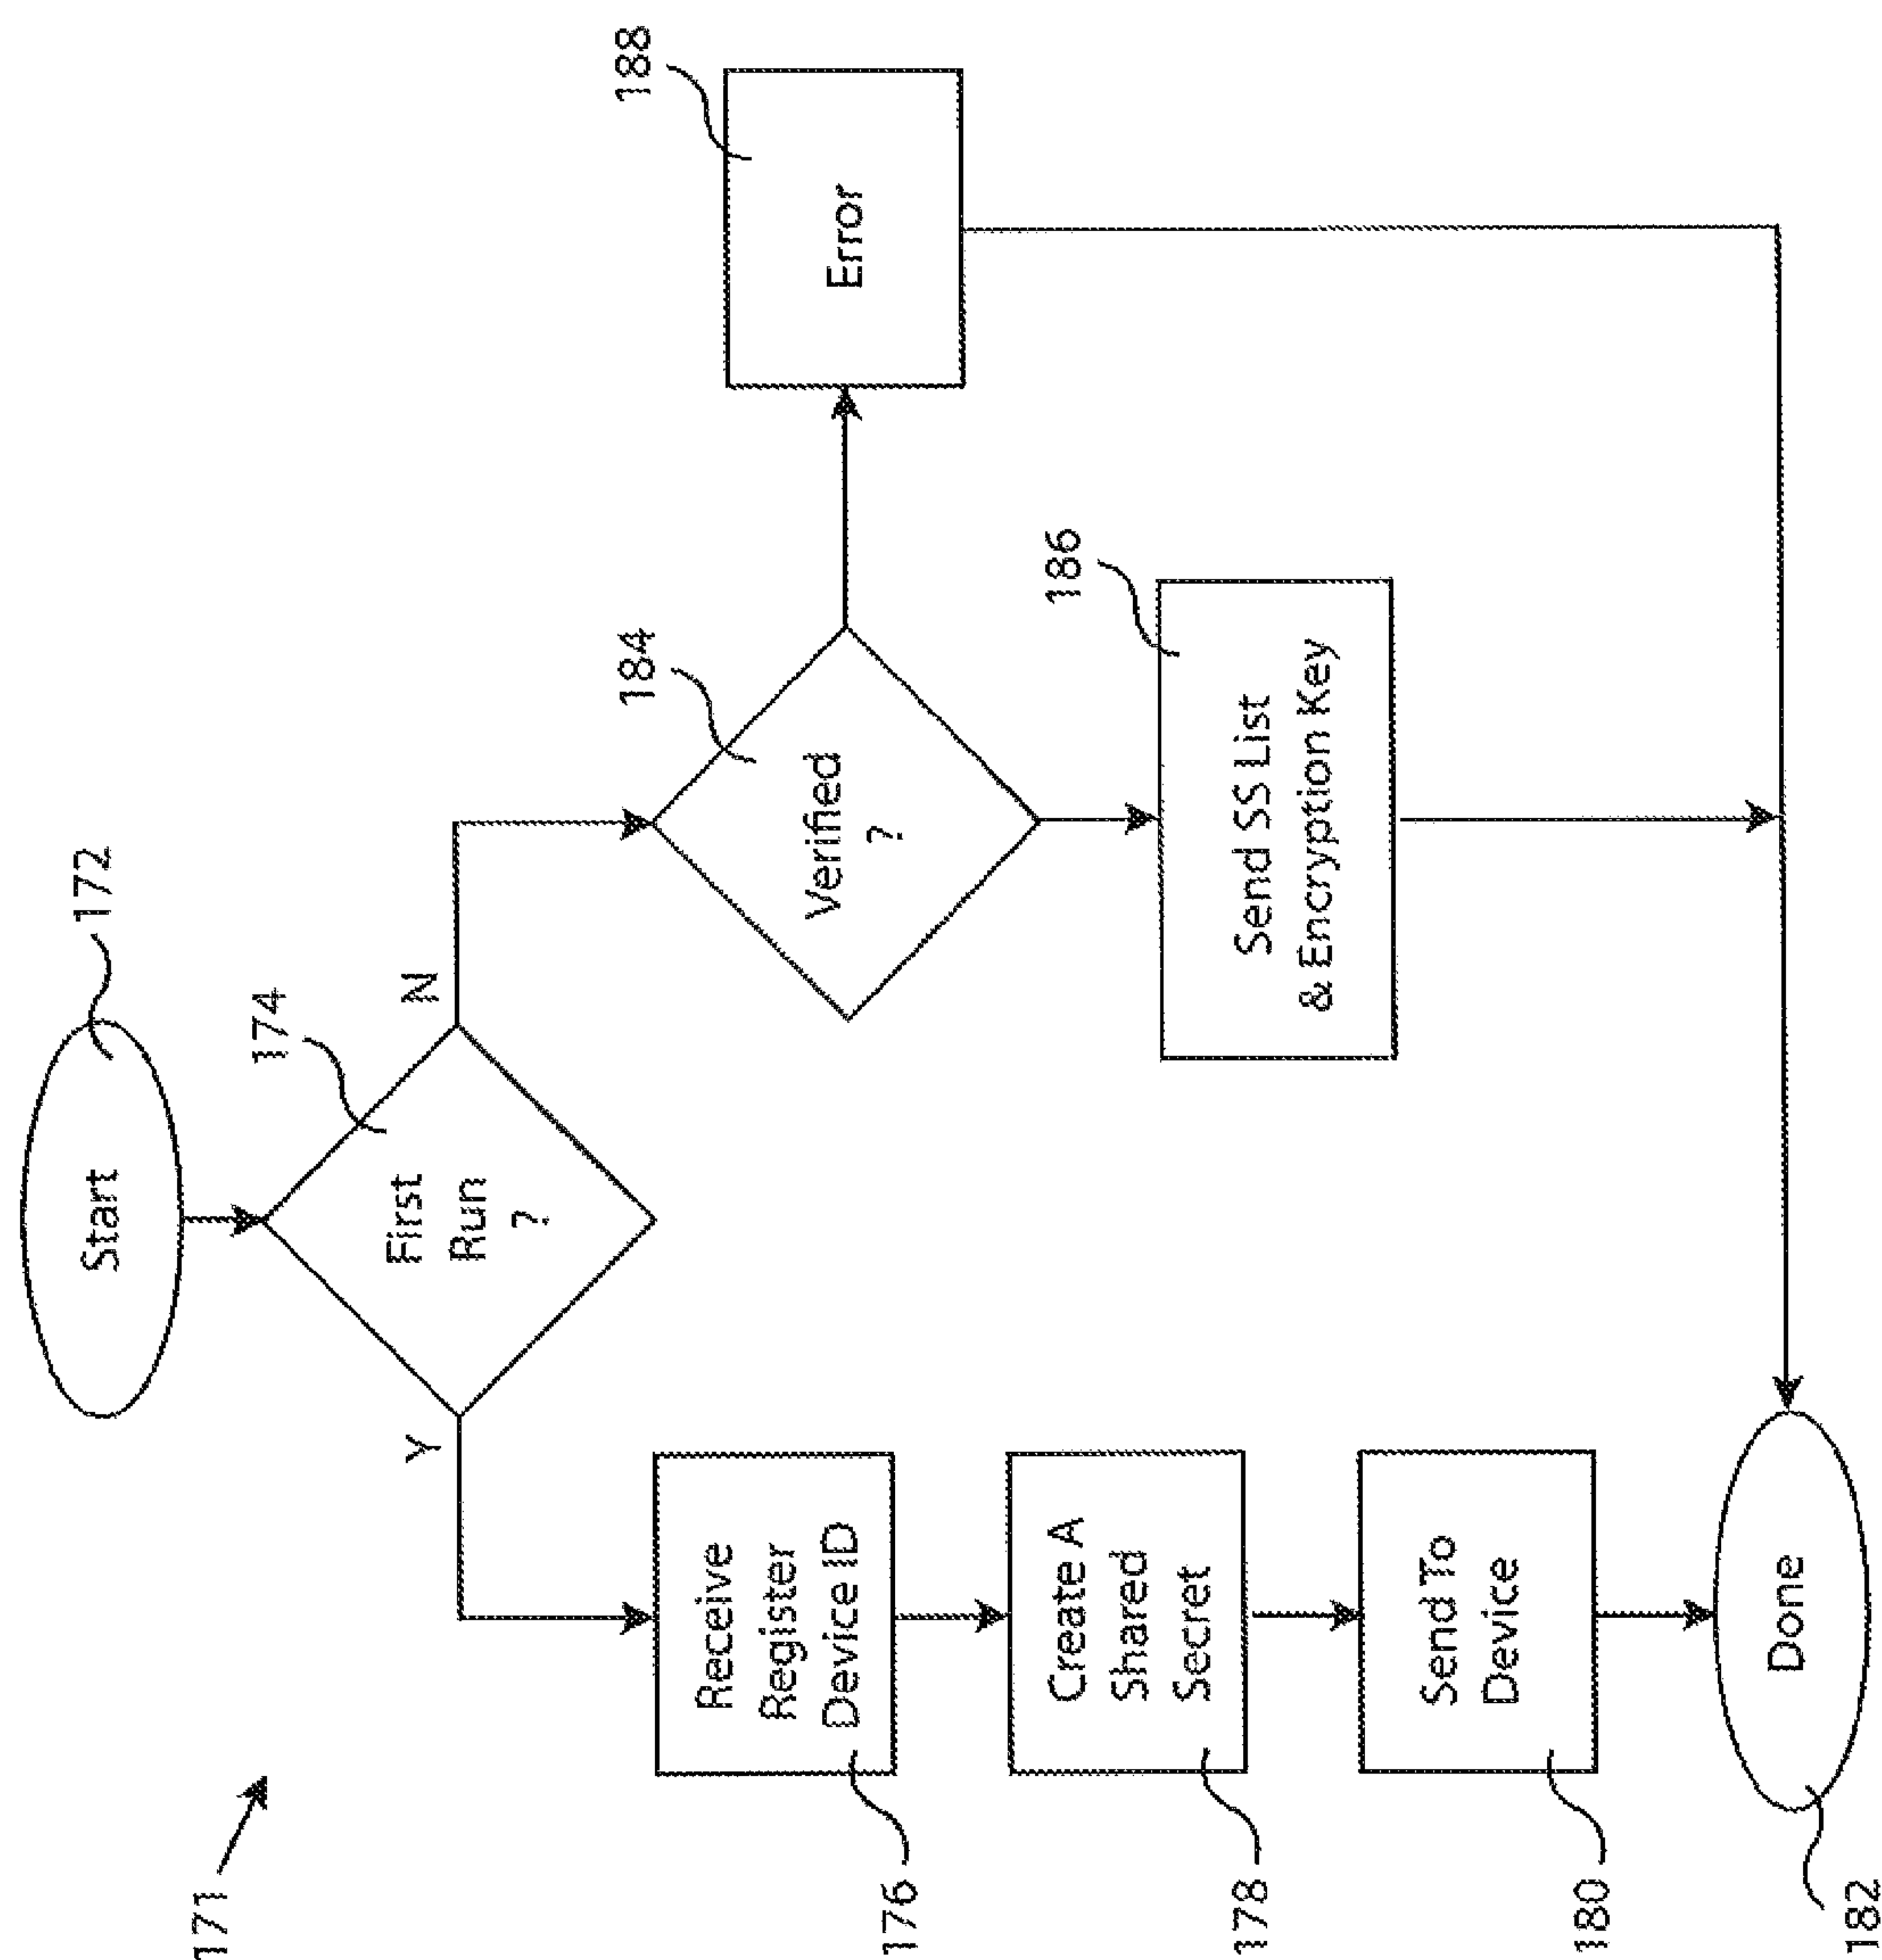 171
Start
172
First
Run
?
174
Y
N
Receive
Register
Device ID
176
Create A
Shared
Secret
178
Send To
Device
180
Done
182
Verified
?
184
Send SS List
& Encryption Key
186
Error
188